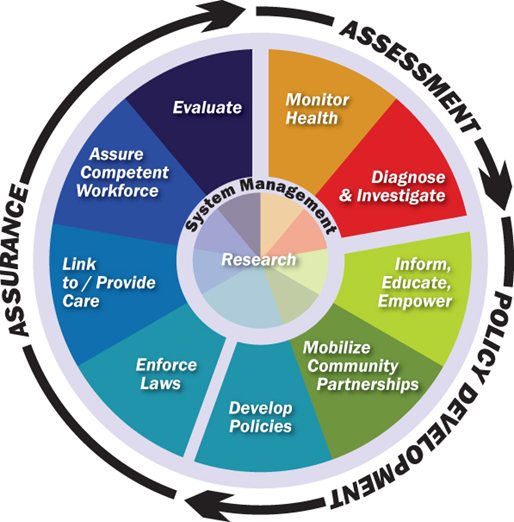 ASSESSMENT
Monitor
Health
Diagnose
& Investigate
POLICY DEVELOPMENT
Inform,
Educate,
Empower
Mobilize
Community
Partnerships
Develop
Policies
ASSURANCE
Enforce
Laws
Link
to / Provide
Care
Assure
Competent
Workforce
Evaluate
System Management
Research